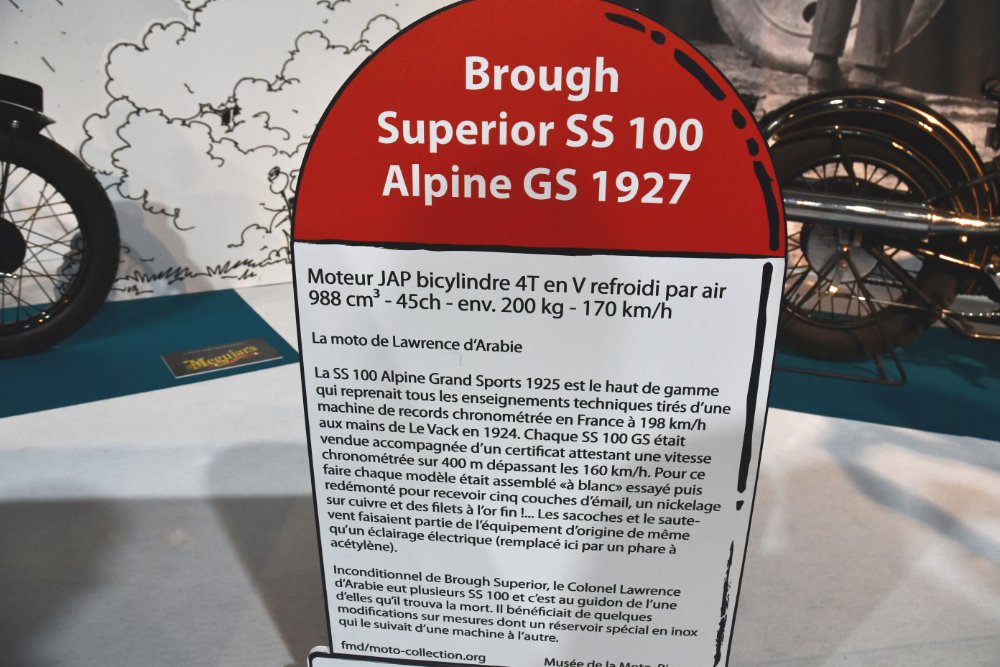 Brough
Superior SS 100
Alpine GS 1927
Moteur JAP bicylindre 4T en V refroidi par air
988 cm³ - 45ch - env. 200 kg - 170 km/h
La moto de Lawrence d'Arabie
La SS 100 Alpine Grand Sports 1925 est le haut de gamme
qui reprenait tous les enseignements techniques tirés d'une
machine de records chronométrée en France à 198 km/h
aux mains de Le Vack en 1924. Chaque SS 100 GS était
vendue accompagnée d'un certificat attestant une vitesse
chronométrée sur 400 m dépassant les 160 km/h. Pour ce
faire chaque modèle était assemblé «à blanc» essayé puis
redémonté pour recevoir cinq couches d'émail, un nickelage
sur cuivre et des filets à l'or fin !... Les sacoches et le saute-
vent faisaient partie de l'équipement d'origine de même
qu'un éclairage électrique (remplacé ici par un phare à
acétylène).
Inconditionnel de Brough Superior, le Colonel Lawrence
d'Arabie eut plusieurs SS 100 et c'est au guidon de l'une
d'elles qu'il trouva la mort. Il bénéficiait de quelques
modifications sur mesures dont un réservoir spécial en inox
qui le suivait d'une machine à l'autre.
fmd/moto-collection.org
Musée de la Moto
Meguiar's